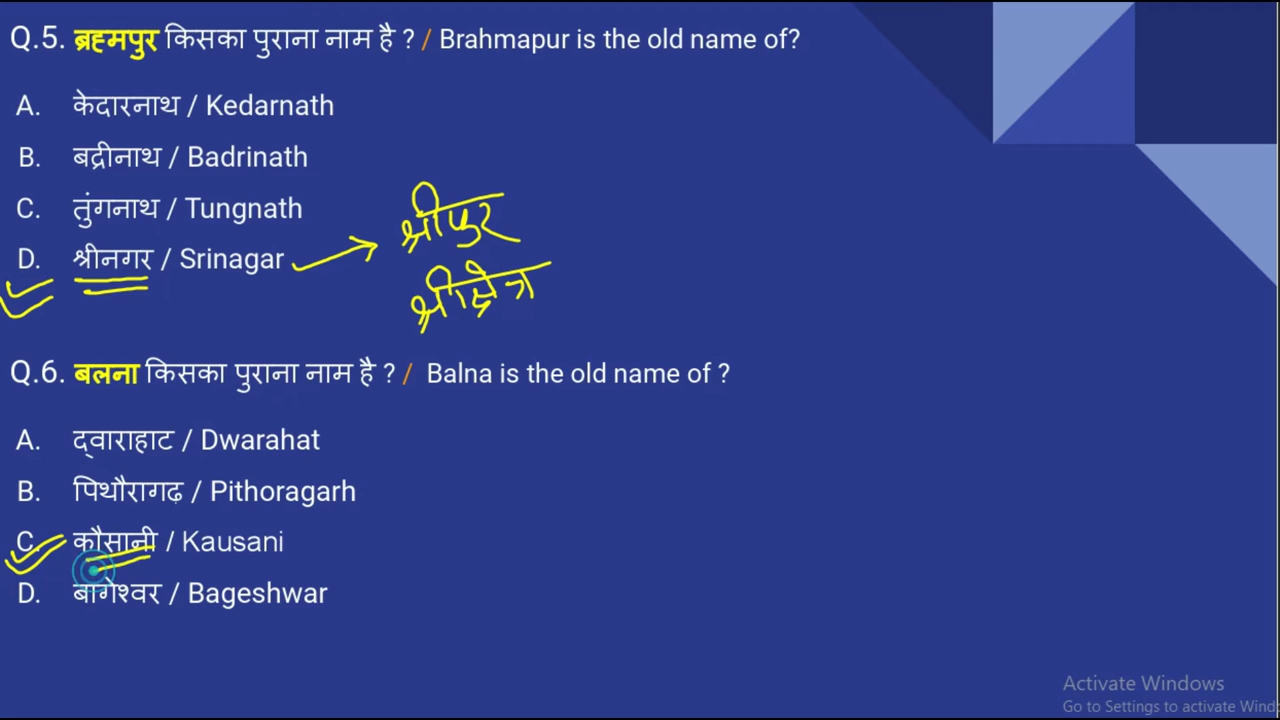 Q.5. ब्रह्मपुर किसका पुराना नाम है ? / Brahmapur is the old name of?
A. केदारनाथ / Kedarnath
B. बद्रीनाथ / Badrinath
C. तुंगनाथ / Tungnath
D. श्रीनगर / Srinagar
श्रीपुर
श्रीक्षेत्र
Q.6. बलना किसका पुराना नाम है ? / Balna is the old name of ?
A. द्वाराहाट / Dwarahat
B. पिथौरागढ़ / Pithoragarh
C. कौसानी / Kausani
D. बागेश्वर / Bageshwar
Activate Windows
Go to Settings to activate Wind